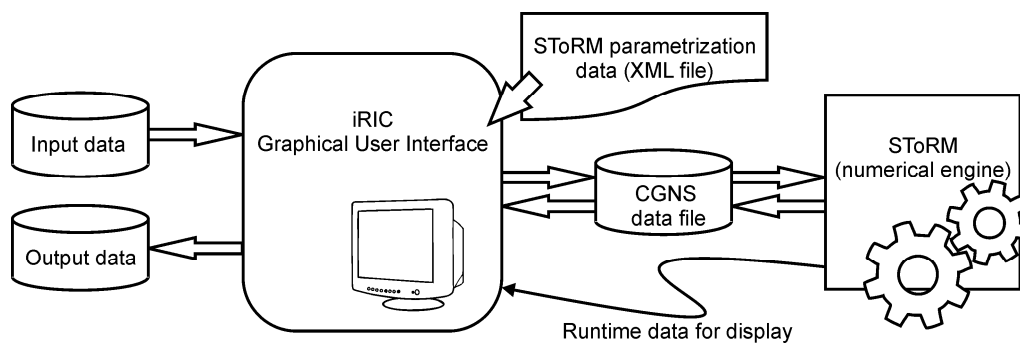 SToRM parametrization
data (XML file)
iRIC
Graphical User Interface
Input data
Output data
CGNS
data file
SToRM
(numerical engine)
Runtime data for display